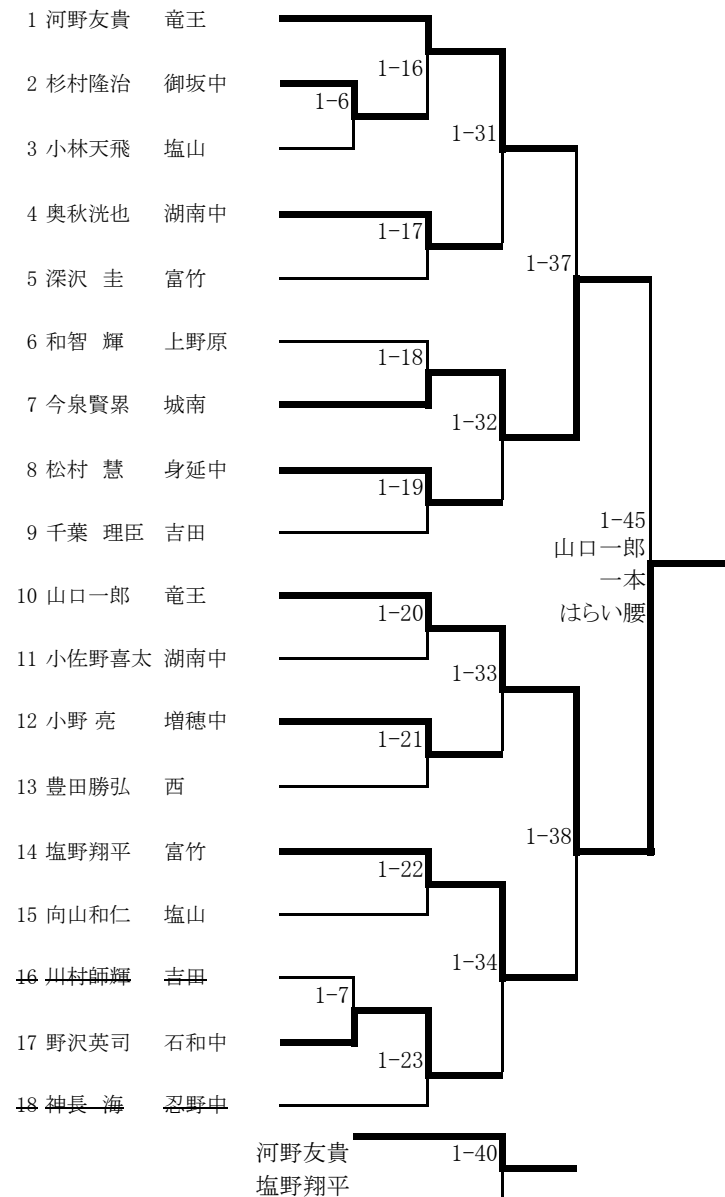 1 河野友貴 竜王
1-16
2 杉村隆治 御坂中
1-6
1-31
3 小林天飛 塩山
4 奥秋洸也 湖南中
1-17
1-37
5 深沢 圭 富竹
6 和智 輝 上野原
1-18
7 今泉賢累 城南
1-32
8 松村 慧 身延中
1-19
9 千葉 理臣 吉田
1-45
山口一郎
一本
はらい腰
10 山口一郎 竜王
1-20
11 小佐野喜太 湖南中
1-33
12 小野 亮 増穂中
1-21
13 豊田勝弘 西
1-38
14 塩野翔平 富竹
1-22
15 向山和仁 塩山
1-34
16 川村師輝 吉田
1-7
17 野沢英司 石和中
1-23
18 神長 海 忍野中
河野友貴
1-40
塩野翔平